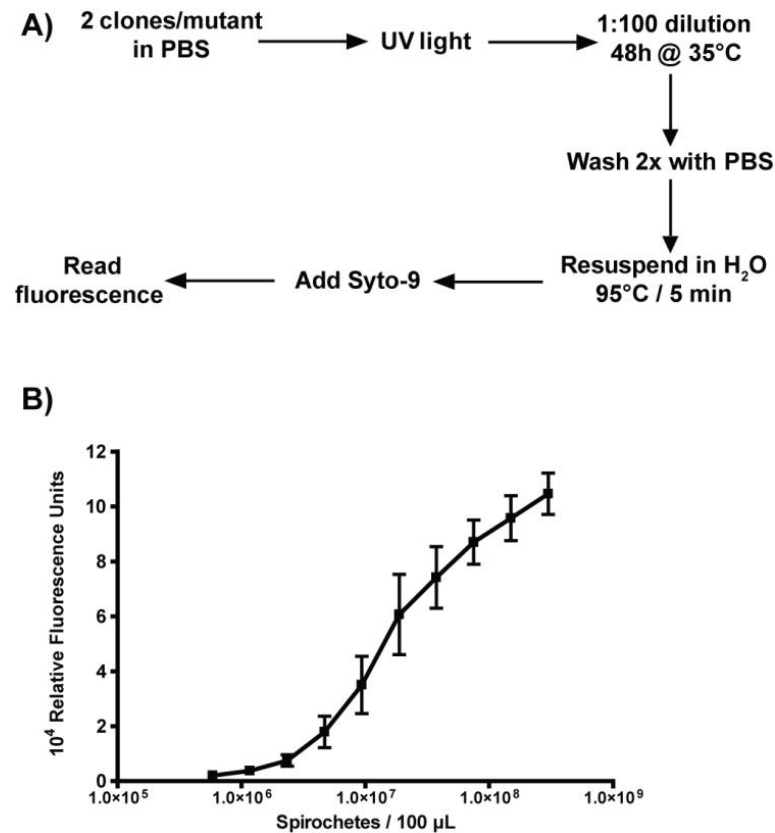 A)
2 clones/mutant
in PBS
UV light
1:100 dilution
48h @ 35°C
Wash 2x with PBS
Resuspend in H₂O
95°C / 5 min
Add Syto-9
Read
fluorescence
B)
10⁴ Relative Fluorescence Units
12
10
8
6
4
2
0
1.0×10⁵
1.0×10⁶
1.0×10⁷
1.0×10⁸
1.0×10⁹
Spirochetes / 100 µL